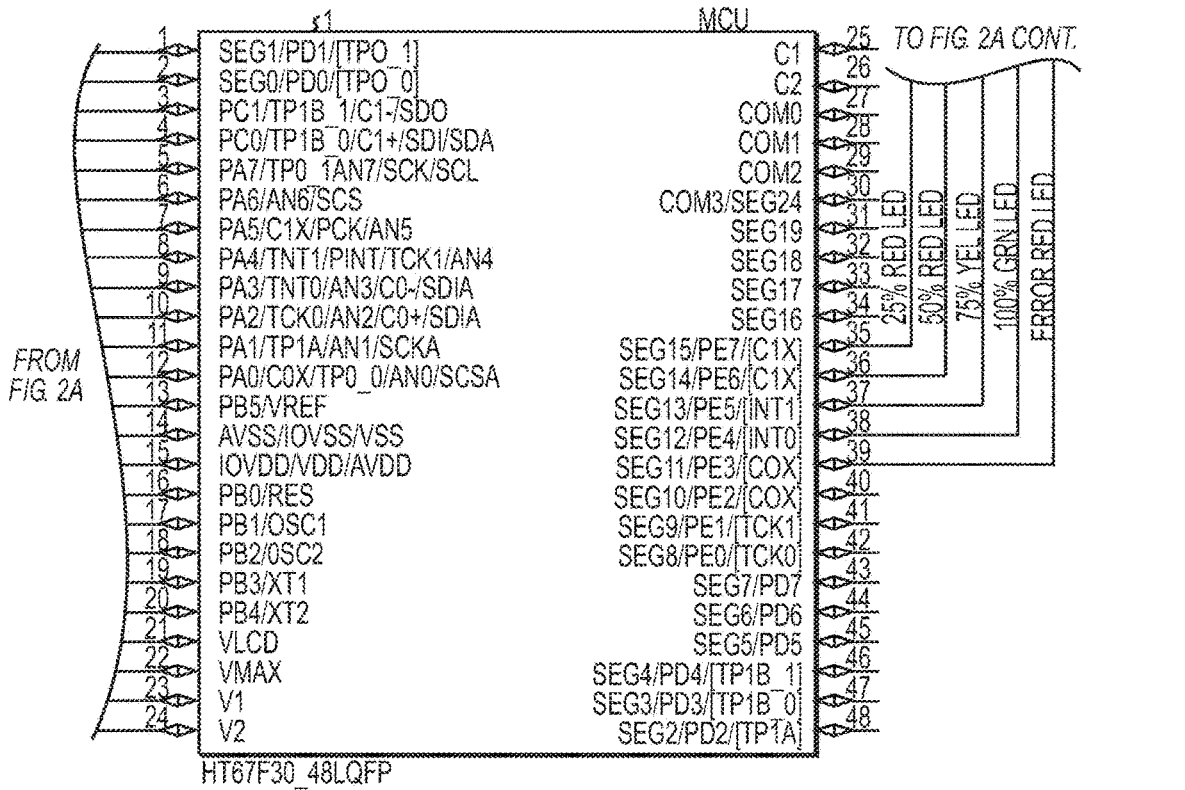 s1
MCU
1 SEG1/PD1/[TPO_1]
2 SEG0/PD0/[TPO_0]
3 PC1/TP1B_1/C1-/SDO
4 PC0/TP1B_0/C1+/SDI/SDA
5 PA7/TP0_1AN7/SCK/SCL
6 PA6/AN6/SCS
7 PA5/C1X/PCK/AN5
8 PA4/TNT1/PINT/TCK1/AN4
9 PA3/TNT0/AN3/C0-/SDIA
10 PA2/TCK0/AN2/C0+/SDIA
11 PA1/TP1A/AN1/SCKA
12 PA0/C0X/TP0_0/AN0/SCSA
13 PB5/VREF
14 AVSS/IOVSS/VSS
15 IOVDD/VDD/AVDD
16 PB0/RES
17 PB1/OSC1
18 PB2/0SC2
19 PB3/XT1
20 PB4/XT2
21 VLCD
22 VMAX
23 V1
24 V2
FROM
FIG. 2A
C1 25
C2 26
COM0 27
COM1 28
COM2 29
COM3/SEG24 30
SEG19 31
SEG18 32
SEG17 33
SEG16 34
SEG15/PE7/[C1X] 35
SEG14/PE6/[C1X] 36
SEG13/PE5/[INT1] 37
SEG12/PE4/[INT0] 38
SEG11/PE3/[COX] 39
SEG10/PE2/[COX] 40
SEG9/PE1/[TCK1] 41
SEG8/PE0/[TCK0] 42
SEG7/PD7 43
SEG6/PD6 44
SEG5/PD5 45
SEG4/PD4/[TP1B_1] 46
SEG3/PD3/[TP1B_0] 47
SEG2/PD2/[TP1A] 48
TO FIG. 2A CONT.
25% RED LED
50% RED LED
75% YEL LED
100% GRN LED
ERROR RED LED
HT67F30_48LQFP